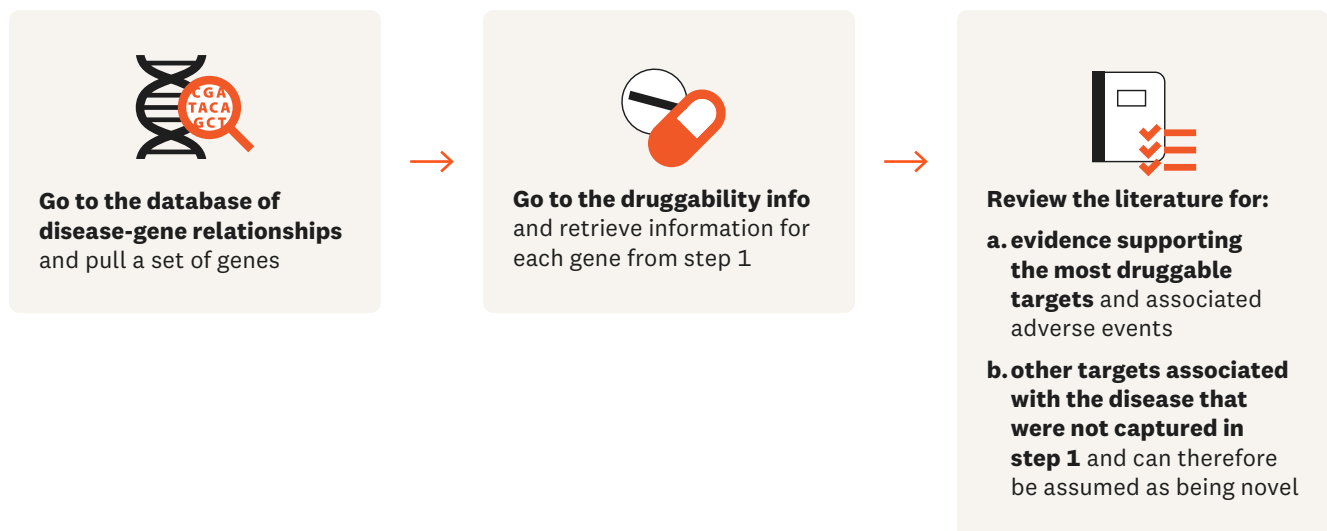 CGA
TACA
GCT
Go to the database of
disease-gene relationships
and pull a set of genes
Go to the druggability info
and retrieve information for
each gene from step 1
Review the literature for:
a. evidence supporting
the most druggable
targets and associated
adverse events
b. other targets associated
with the disease that
were not captured in
step 1 and can therefore
be assumed as being novel